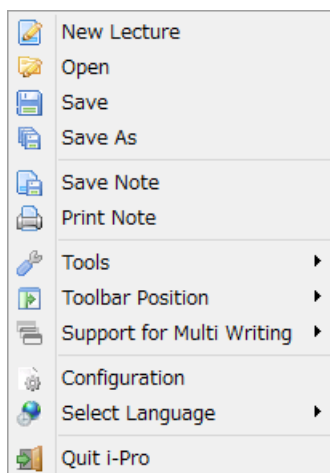 New Lecture
Open
Save
Save As
Save Note
Print Note
Tools
Toolbar Position
Support for Multi Writing
Configuration
Select Language
Quit i-Pro